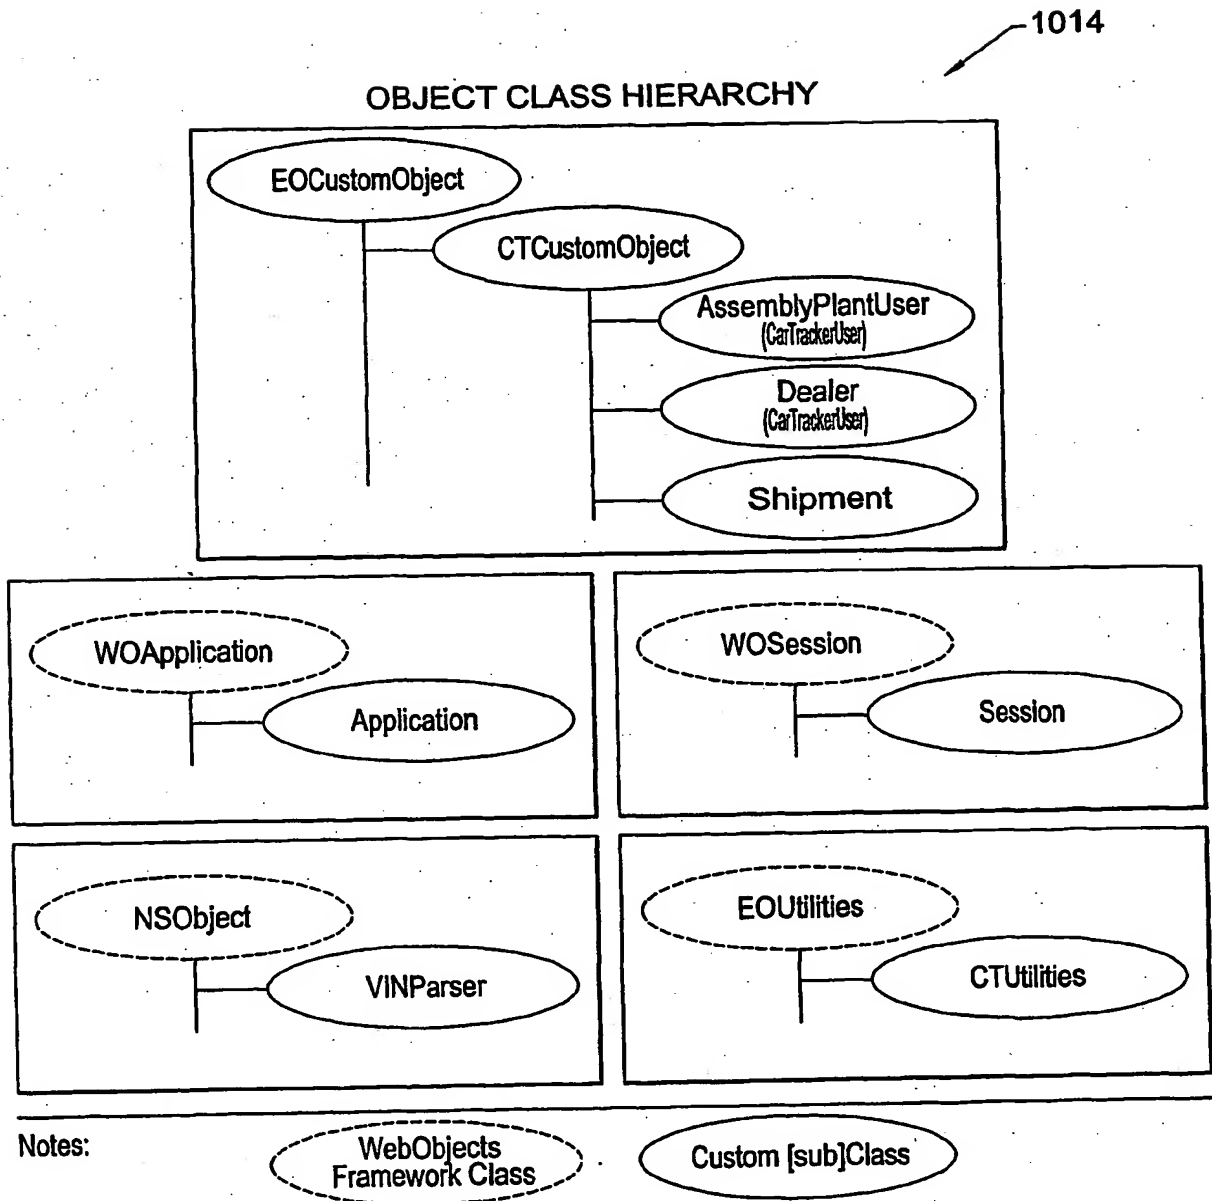 1014
OBJECT CLASS HIERARCHY
EOCustomObject
CTCustomObject
AssemblyPlantUser
(CarTrackerUser)
Dealer
(CarTrackerUser)
Shipment
WOApplication
Application
WOSession
Session
NSObject
VINParser
EOUtilities
CTUtilities
Notes:
WebObjects
Framework Class
Custom [sub]Class